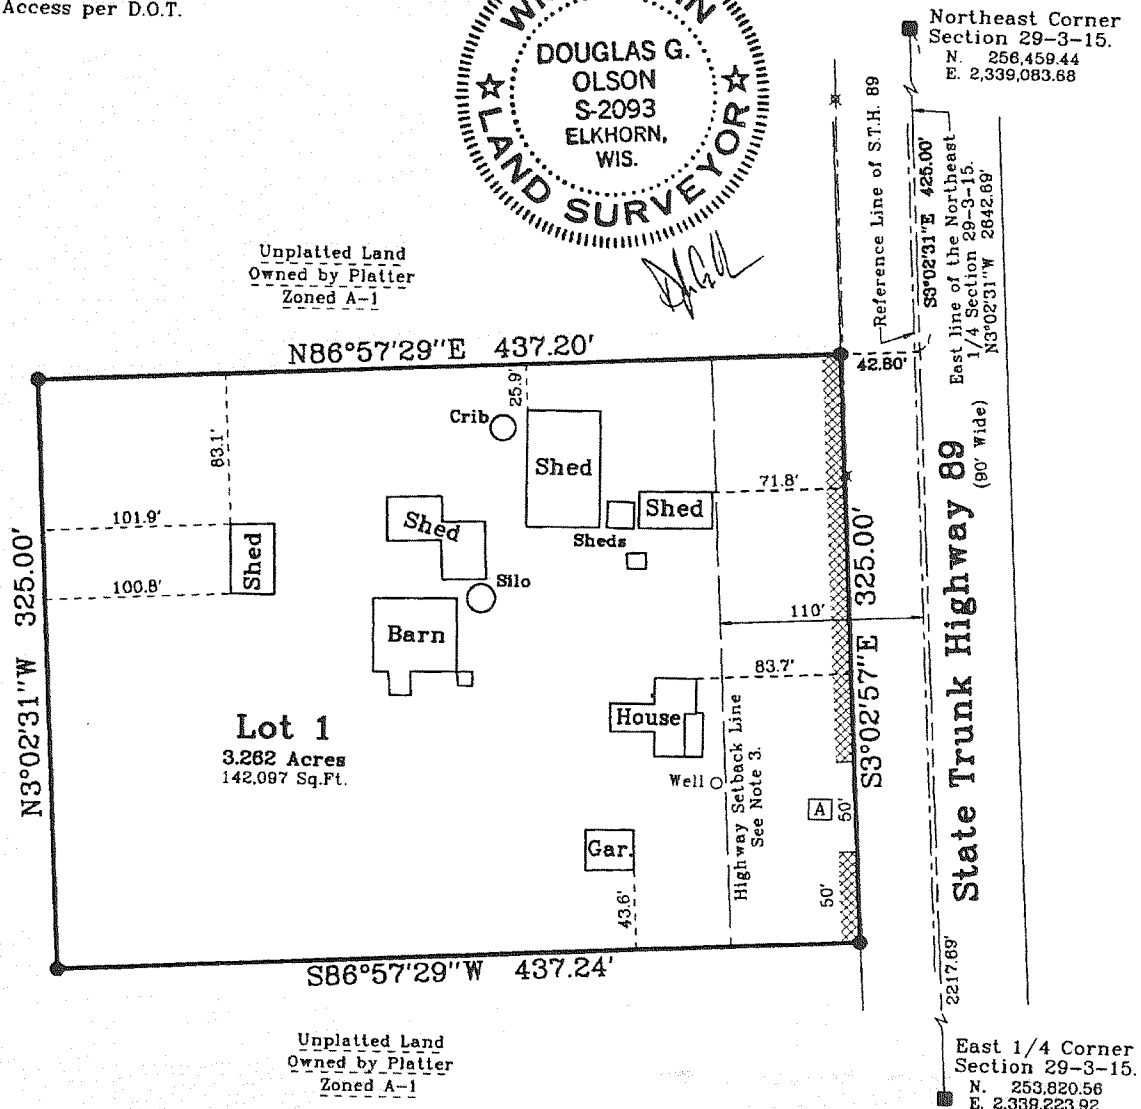 Access per D.O.T.
DOUGLAS G.
OLSON
S-2093
ELKHORN,
WIS.
LAND SURVEYOR
Northeast Corner
Section 29-3-15.
N. 256,459.44
E. 2,339,083.68
Reference Line of S.T.H. 89
S3°02'31"E 425.00'
East line of the Northeast
1/4 Section 29-3-15.
N3°02'31"W 2642.69'
Unplatted Land
Owned by Platter
Zoned A-1
N86°57'29"E 437.20'
42.80'
25.9'
Crib
83.1'
Shed
71.8'
Shed
Shed
Sheds
101.9'
Shed
100.8'
Silo
Barn
N3°02'31"W 325.00'
S3°02'57"E 325.00'
110'
83.7'
House
Lot 1
3.262 Acres
142,097 Sq.Ft.
Well
Highway Setback Line
See Note 3.
A
50'
50'
Gar.
43.6'
State Trunk Highway 89
(90' Wide)
S86°57'29"W 437.24'
2217.69'
Unplatted Land
Owned by Platter
Zoned A-1
East 1/4 Corner
Section 29-3-15.
N. 253,820.56
E. 2,339,223.92